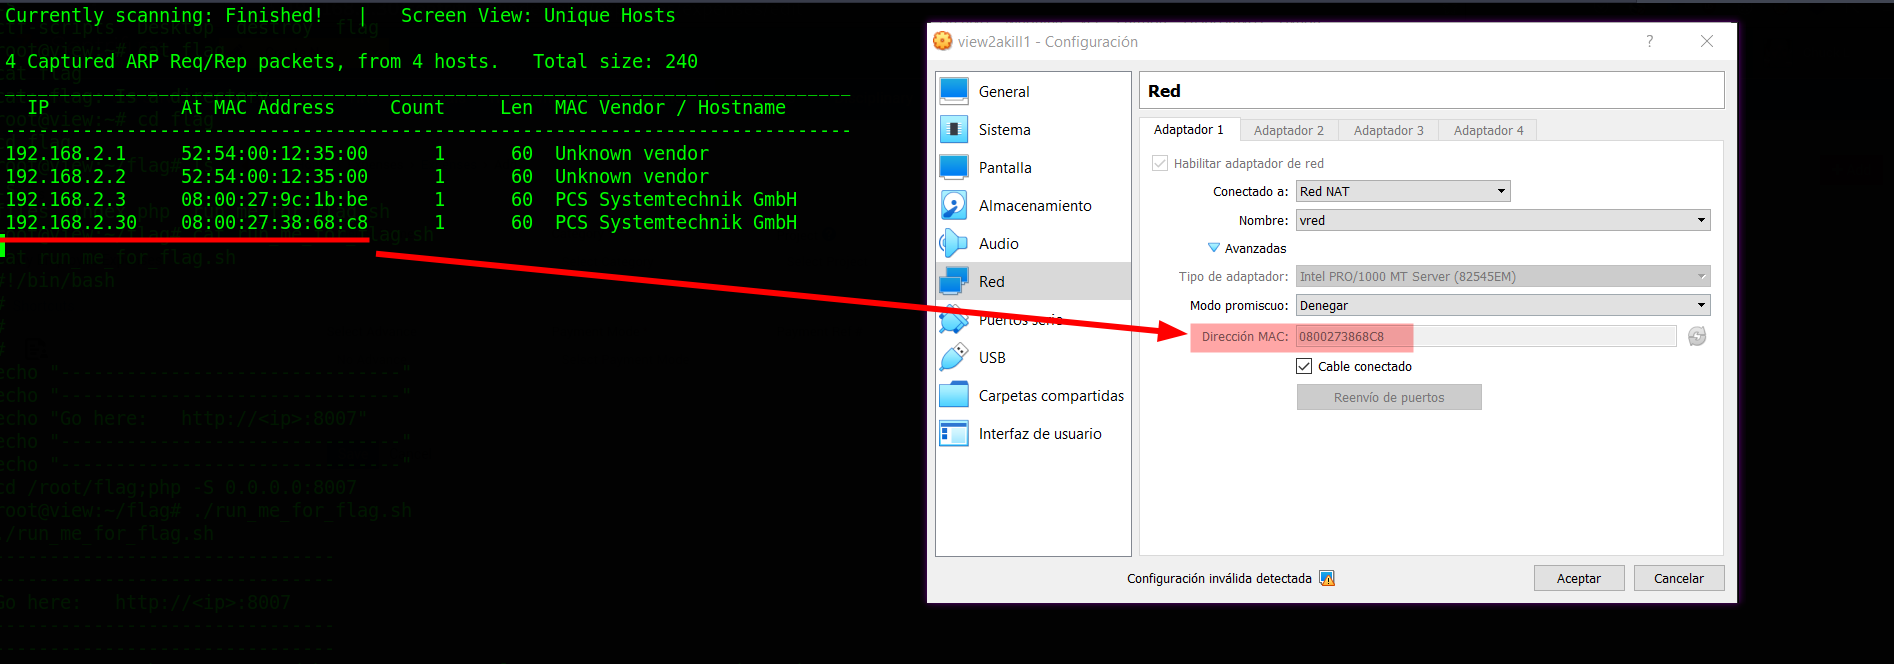 Currently scanning: Finished!   |   Screen View: Unique Hosts
4 Captured ARP Req/Rep packets, from 4 hosts.   Total size: 240
IP            At MAC Address     Count     Len  MAC Vendor / Hostname
192.168.2.1     52:54:00:12:35:00      1      60  Unknown vendor
192.168.2.2     52:54:00:12:35:00      1      60  Unknown vendor
192.168.2.3     08:00:27:9c:1b:be      1      60  PCS Systemtechnik GmbH
192.168.2.30    08:00:27:38:68:c8      1      60  PCS Systemtechnik GmbH
run_me_for_flag.sh
#!/bin/bash
#
#
#
echo "-------------------------------"
echo "-------------------------------"
echo "Go here:   http://<ip>:8007"
echo "-------------------------------"
echo "-------------------------------"
cd /root/flag;php -S 0.0.0.0:8007
root@view:~/flag# ./run_me_for_flag.sh
./run_me_for_flag.sh
Go here:   http://<ip>:8007
view2akill1 - Configuración
?
General
Sistema
Pantalla
Almacenamiento
Audio
Red
Puertos serie
USB
Carpetas compartidas
Interfaz de usuario
Red
Adaptador 1 Adaptador 2 Adaptador 3 Adaptador 4
Habilitar adaptador de red
Conectado a: Red NAT
Nombre: vred
Avanzadas
Tipo de adaptador: Intel PRO/1000 MT Server (82545EM)
Modo promiscuo: Denegar
Dirección MAC: 0800273868C8
Cable conectado
Reenvío de puertos
Configuración inválida detectada
Aceptar Cancelar